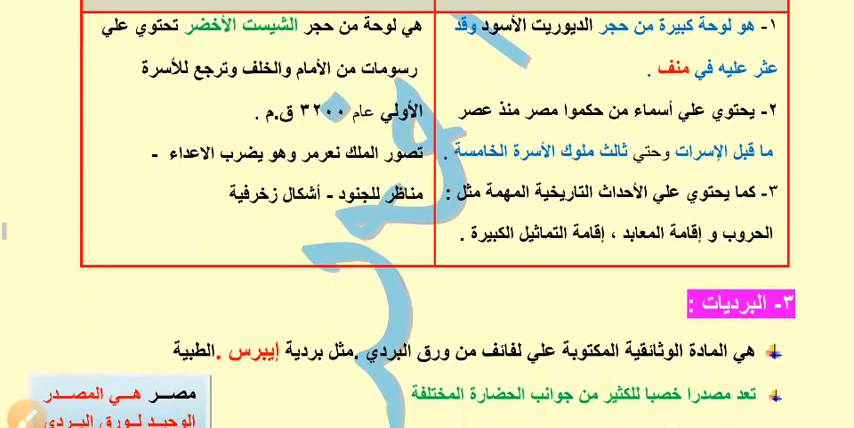 ١- هو لوحة كبيرة من حجر الديوريت الأسود وقد
عثر عليه في منف .
٢- يحتوي علي أسماء من حكموا مصر منذ عصر
ما قبل الإسرات وحتي ثالث ملوك الأسرة الخامسة .
٣- كما يحتوي علي الأحداث التاريخية المهمة مثل :
الحروب و إقامة المعابد ، إقامة التماثيل الكبيرة .
هي لوحة من حجر الشيست الأخضر تحتوي علي
رسومات من الأمام والخلف وترجع للأسرة
الأولي عام ٣٢٠٠ ق.م .
تصور الملك نعرمر وهو يضرب الاعداء -
مناظر للجنود - أشكال زخرفية
٣- البرديات :
هي المادة الوثائقية المكتوبة علي لفائف من ورق البردي .مثل بردية إيبرس .الطبية
تعد مصدرا خصبا للكثير من جوانب الحضارة المختلفة
مصر هي المصدر
الوحيد لورق البردي